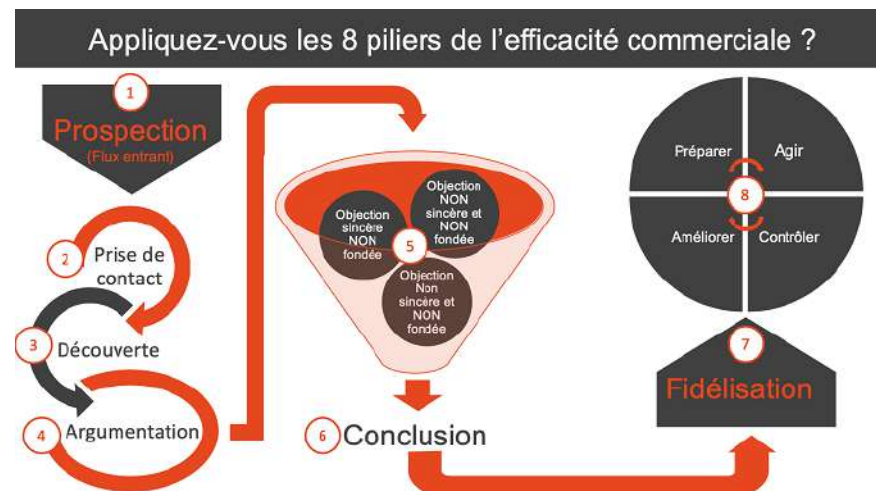 Appliquez-vous les 8 piliers de l'efficacité commerciale ?
1
Prospection
(Flux entrant)
2
Prise de
contact
3
Découverte
4
Argumentation
5
Objection
sincère
NON
fondée
Objection
NON
sincère et
NON
fondée
Objection
Non
sincère et
NON
fondée
6
Conclusion
7
Fidélisation
8
Préparer
Agir
Améliorer
Contrôler